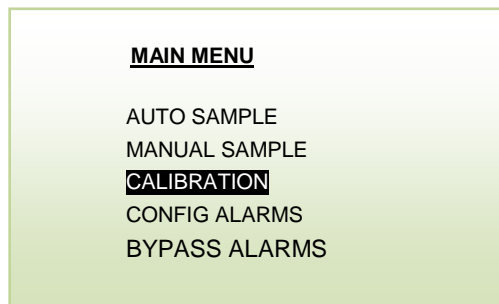 MAIN MENU
AUTO SAMPLE
MANUAL SAMPLE
CALIBRATION
CONFIG ALARMS
BYPASS ALARMS